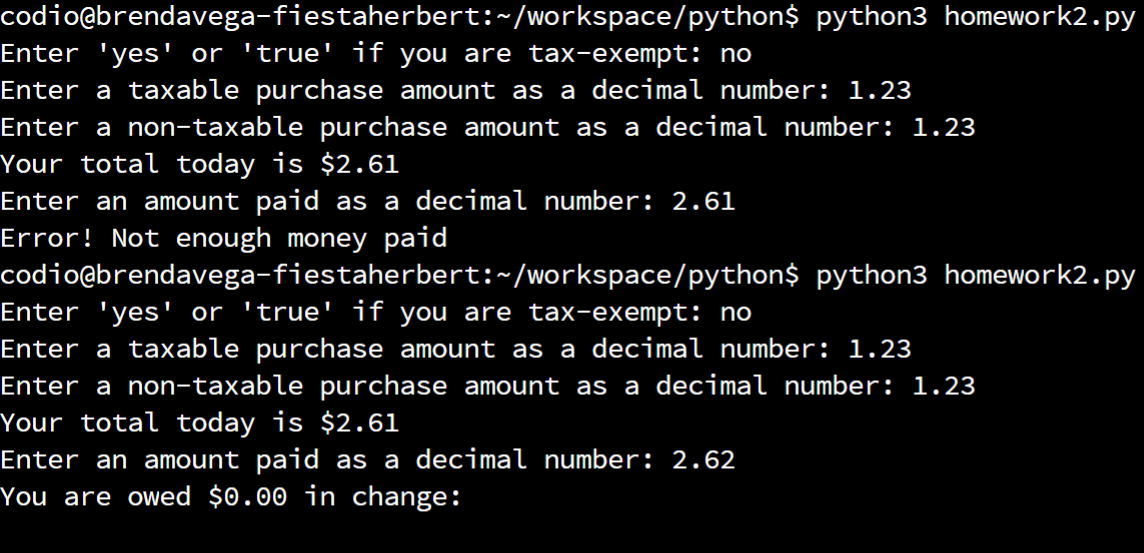 codio@brendavega-fiestaherbert:~/workspace/python$ python3 homework2.py
Enter 'yes' or 'true' if you are tax-exempt: no
Enter a taxable purchase amount as a decimal number: 1.23
Enter a non-taxable purchase amount as a decimal number: 1.23
Your total today is $2.61
Enter an amount paid as a decimal number: 2.61
Error! Not enough money paid
codio@brendavega-fiestaherbert:~/workspace/python$ python3 homework2.py
Enter 'yes' or 'true' if you are tax-exempt: no
Enter a taxable purchase amount as a decimal number: 1.23
Enter a non-taxable purchase amount as a decimal number: 1.23
Your total today is $2.61
Enter an amount paid as a decimal number: 2.62
You are owed $0.00 in change: